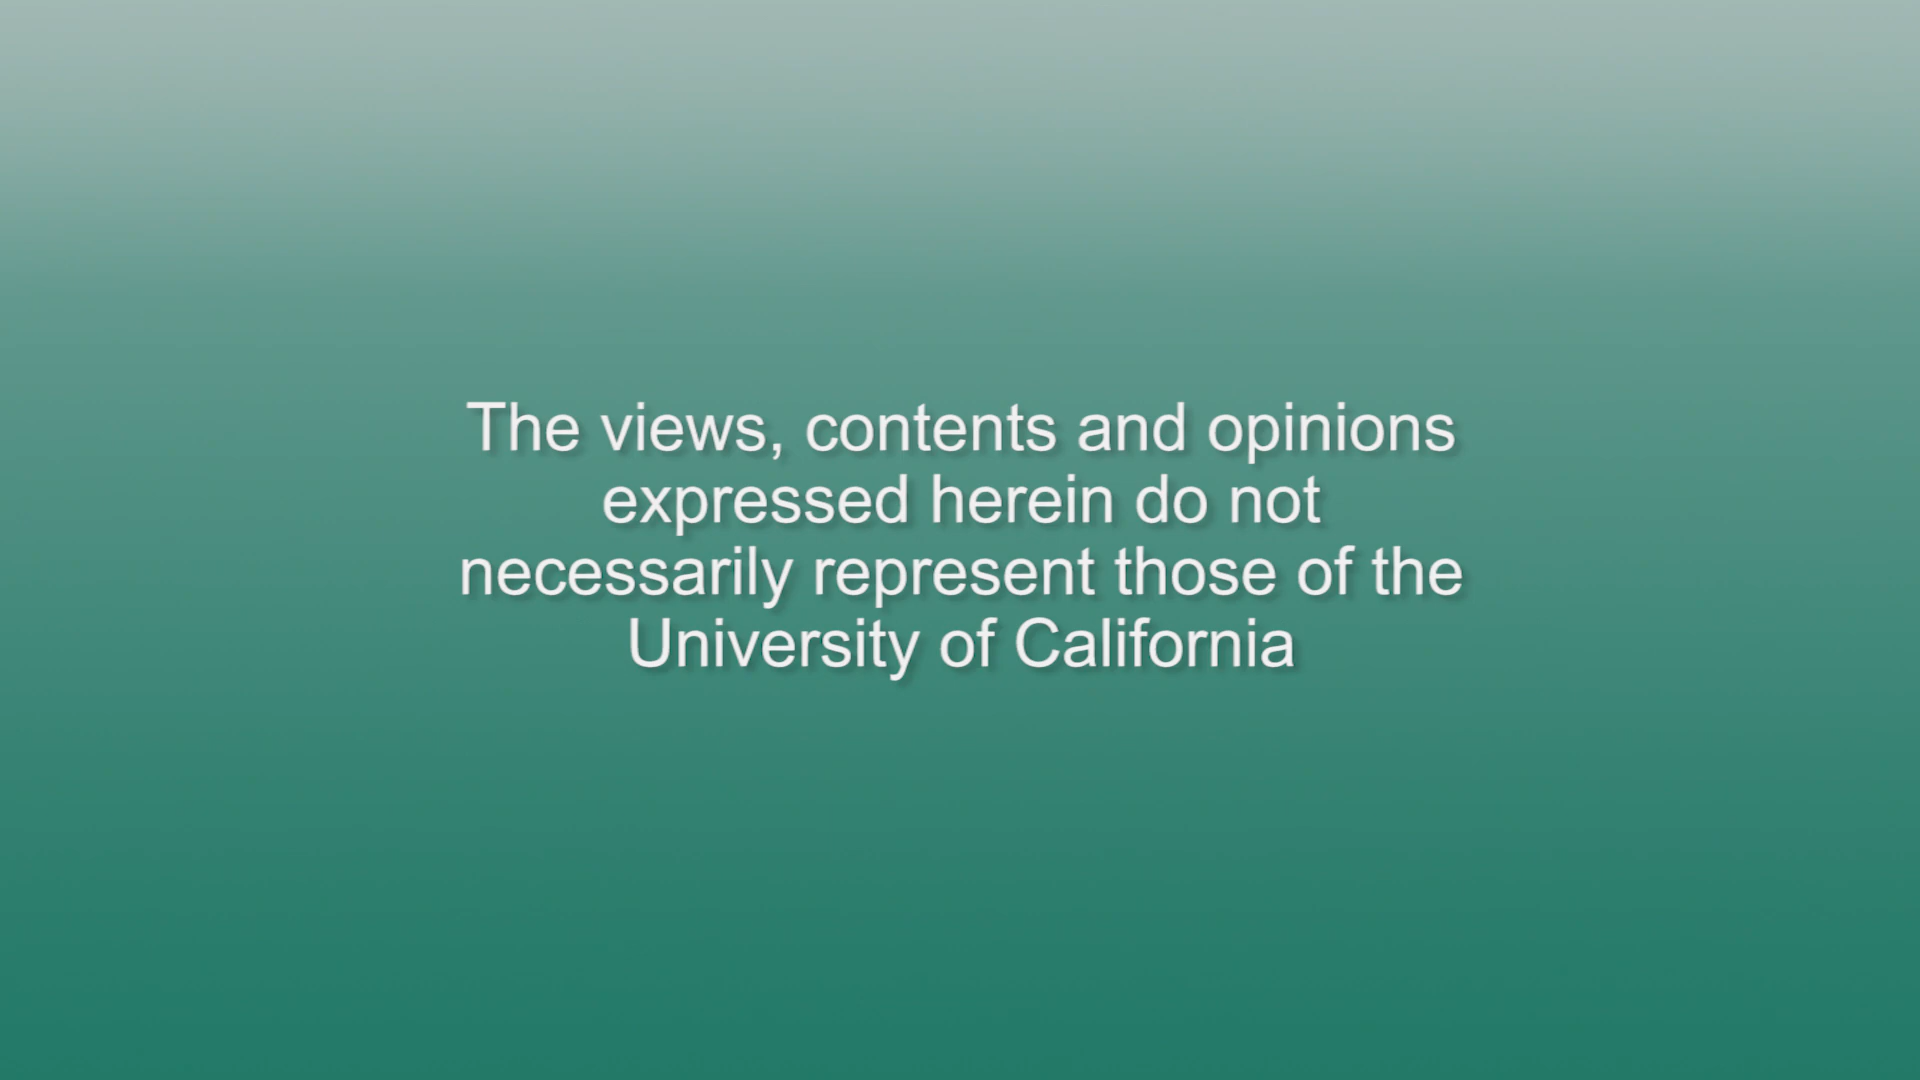 The views, contents and opinions
expressed herein do not
necessarily represent those of the
University of California